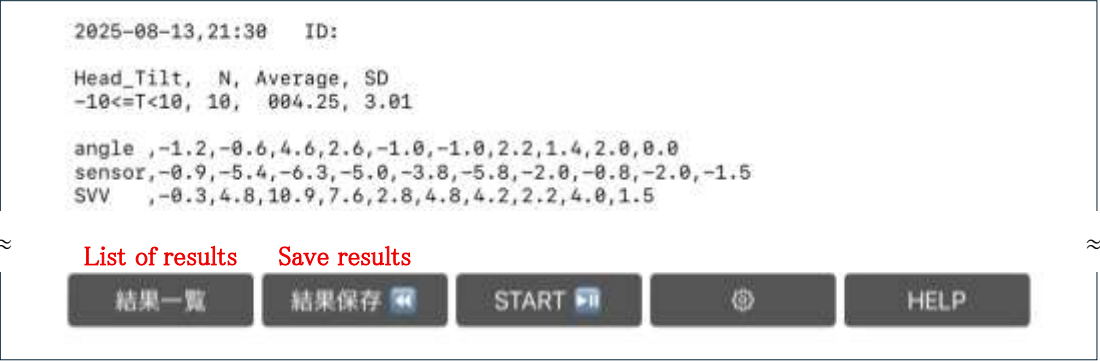 2025-08-13,21:30 ID:
Head_Tilt, N, Average, SD
-10<=T<10, 10, 004.25, 3.01
angle ,-1.2,-0.6,4.6,2.6,-1.0,-1.0,2.2,1.4,2.0,0.0
sensor,-0.9,-5.4,-6.3,-5.0,-3.8,-5.8,-2.0,-0.8,-2.0,-1.5
SVV ,-0.3,4.8,10.9,7.6,2.8,4.8,4.2,2.2,4.0,1.5
≈ ≈
List of results Save results
結果一覧 結果保存 ⏪ START ⏯ ⚙ HELP